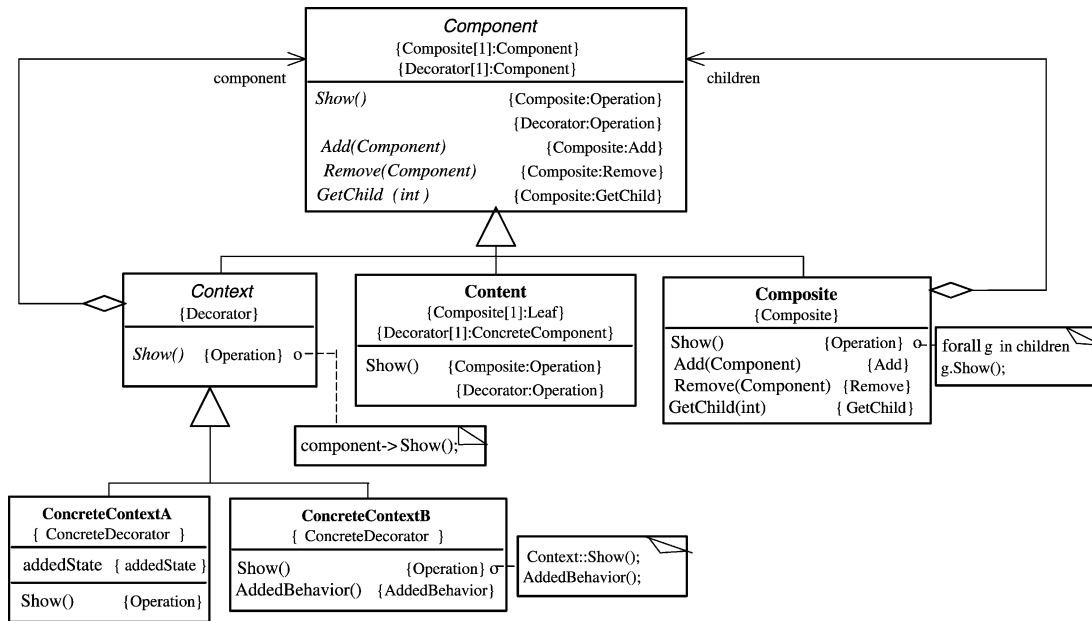 Component
{Composite[1]:Component}
{Decorator[1]:Component}
component
children
Show() {Composite:Operation}
{Decorator:Operation}
Add(Component) {Composite:Add}
Remove(Component) {Composite:Remove}
GetChild (int) {Composite:GetChild}
Context
{Decorator}
Show() {Operation} o
component->Show();
Content
{Composite[1]:Leaf}
{Decorator[1]:ConcreteComponent}
Show() {Composite:Operation}
{Decorator:Operation}
Composite
{Composite}
Show() {Operation} o
Add(Component) {Add}
Remove(Component) {Remove}
GetChild(int) { GetChild}
forall g in children
g.Show();
ConcreteContextA
{ ConcreteDecorator }
addedState { addedState }
Show() {Operation}
ConcreteContextB
{ ConcreteDecorator }
Show() {Operation} o
AddedBehavior() {AddedBehavior}
Context::Show();
AddedBehavior();